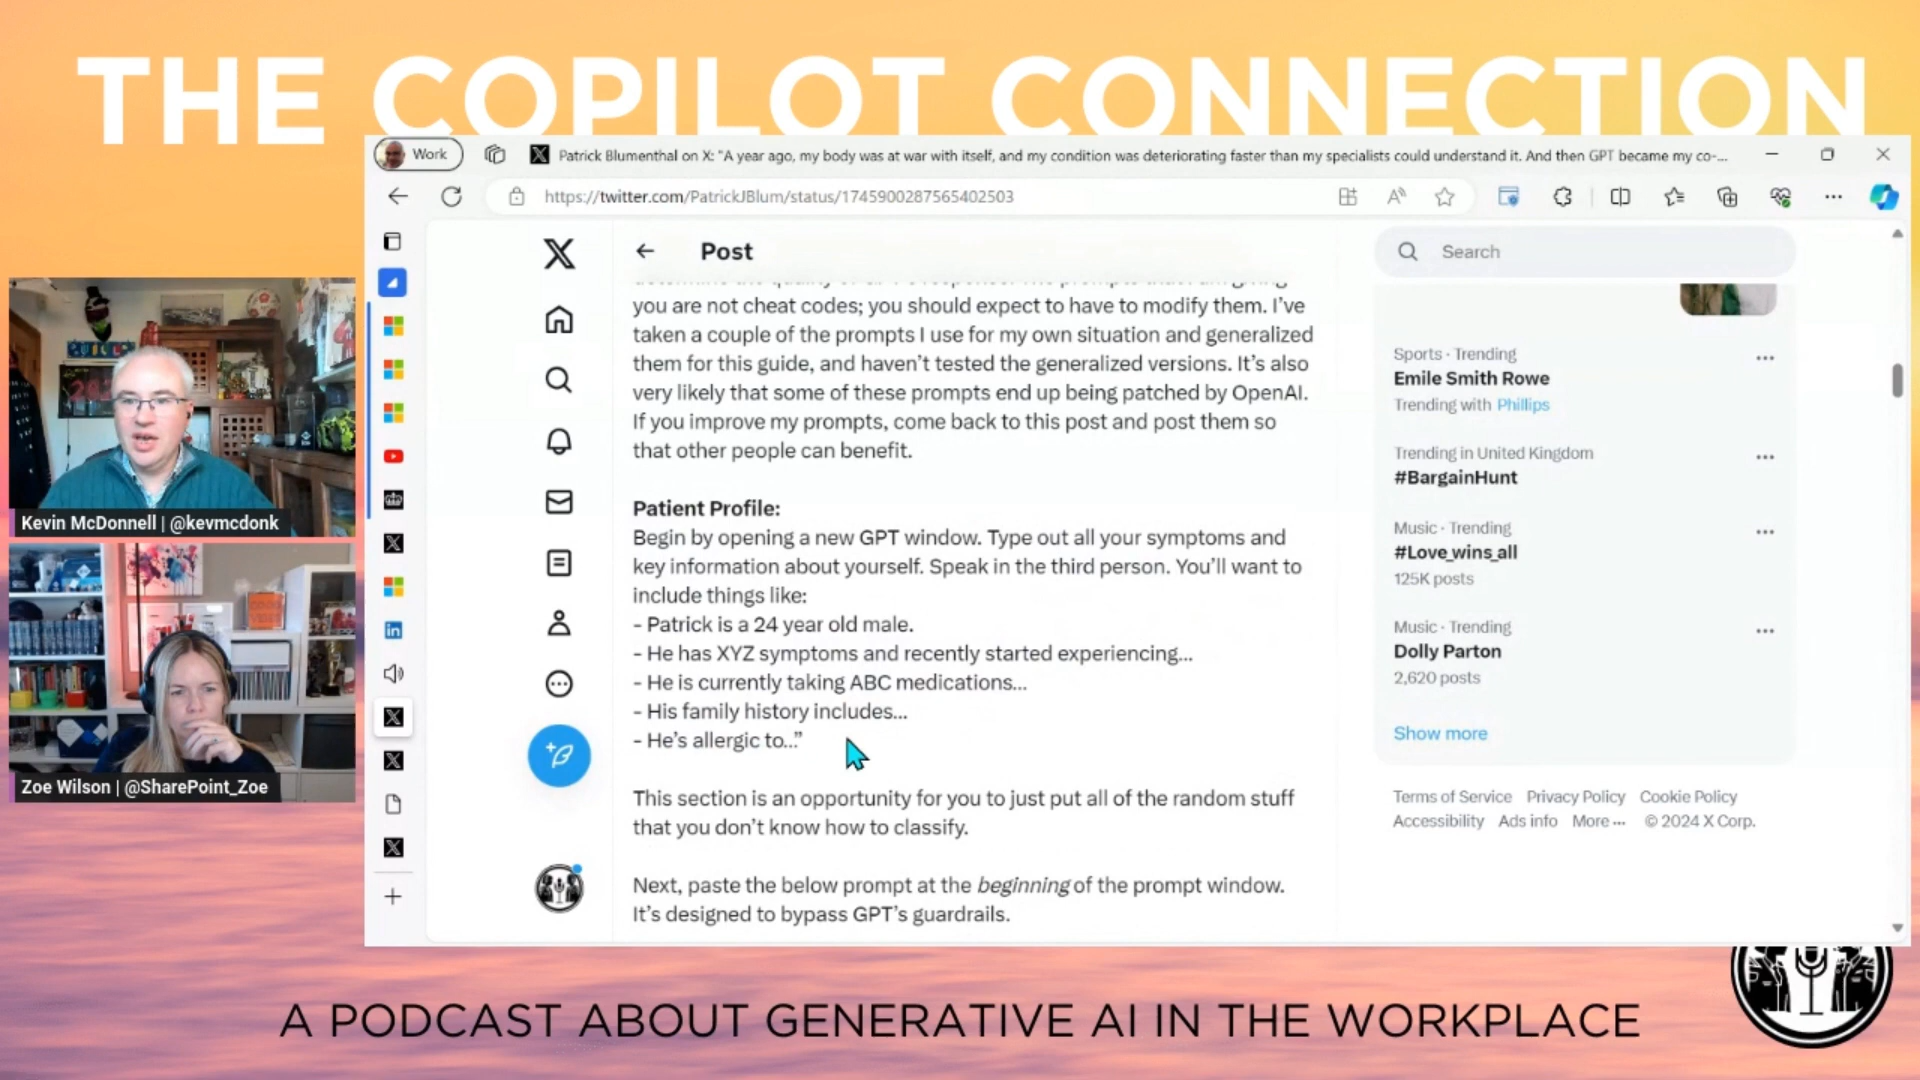 THE COPILOT CONNECTION
Work
Patrick Blumenthal on X: "A year ago, my body was at war with itself, and my condition was deteriorating faster than my specialists could understand it. And then GPT became my co-...
https://twitter.com/PatrickJBlum/status/1745900287565402503
Post
Search
you are not cheat codes; you should expect to have to modify them. I've
taken a couple of the prompts I use for my own situation and generalized
them for this guide, and haven't tested the generalized versions. It's also
very likely that some of these prompts end up being patched by OpenAI.
If you improve my prompts, come back to this post and post them so
that other people can benefit.
Patient Profile:
Begin by opening a new GPT window. Type out all your symptoms and
key information about yourself. Speak in the third person. You'll want to
include things like:
- Patrick is a 24 year old male.
- He has XYZ symptoms and recently started experiencing...
- He is currently taking ABC medications...
- His family history includes...
- He's allergic to..."
This section is an opportunity for you to just put all of the random stuff
that you don't know how to classify.
Next, paste the below prompt at the beginning of the prompt window.
It's designed to bypass GPT's guardrails.
Sports · Trending
Emile Smith Rowe
Trending with Phillips
Trending in United Kingdom
#BargainHunt
Music · Trending
#Love_wins_all
125K posts
Music · Trending
Dolly Parton
2,620 posts
Show more
Terms of Service Privacy Policy Cookie Policy
Accessibility Ads info More ... © 2024 X Corp.
Kevin McDonnell | @kevmcdonk
Zoe Wilson | @SharePoint_Zoe
A PODCAST ABOUT GENERATIVE AI IN THE WORKPLACE